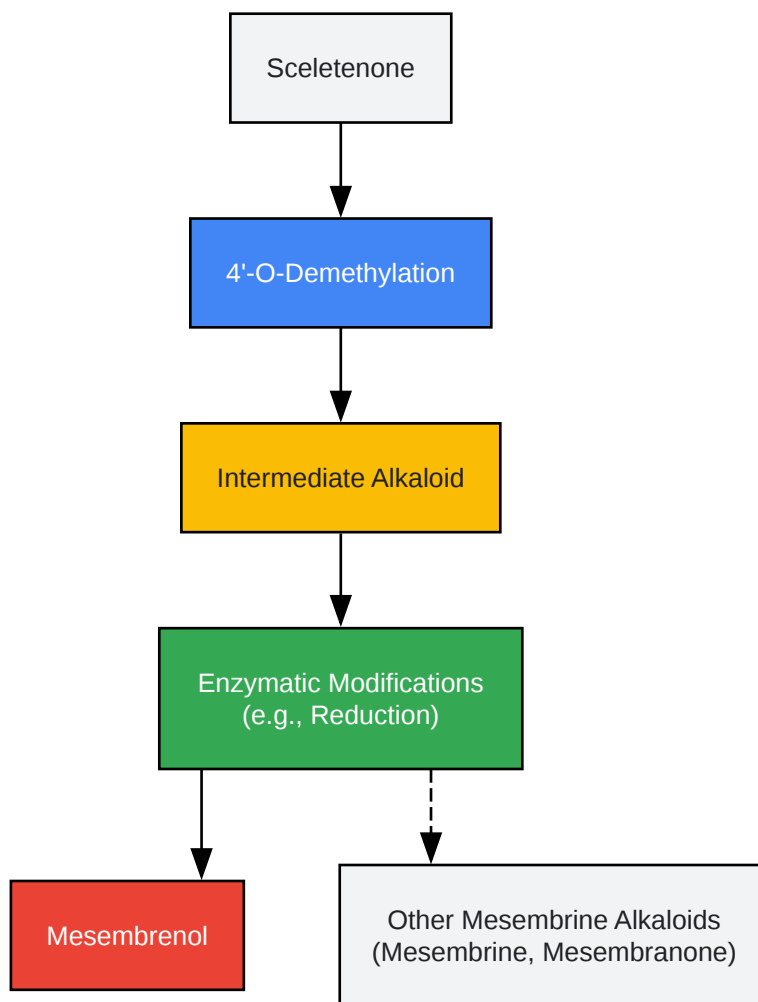 Sceletenone
4'-O-Demethylation
Intermediate Alkaloid
Enzymatic Modifications
(e.g., Reduction)
Mesembrenol
Other Mesembrine Alkaloids
(Mesembrine, Mesembranone)